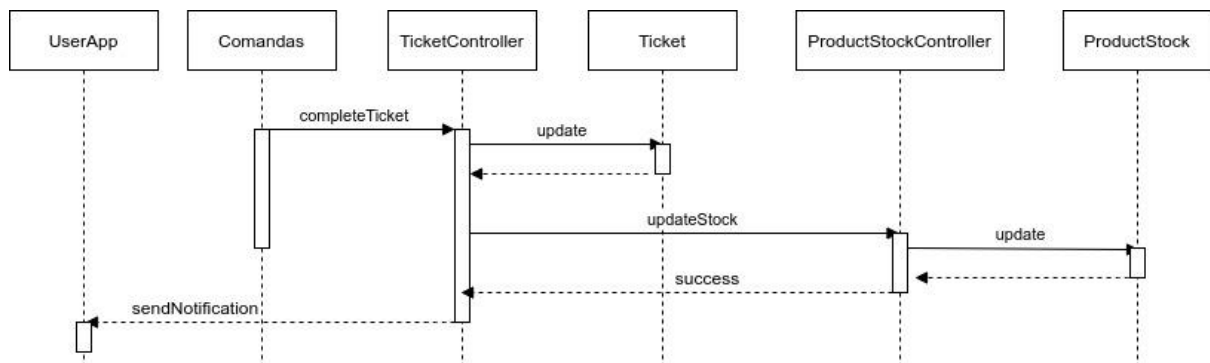 UserApp
Comandas
TicketController
Ticket
ProductStockController
ProductStock
completeTicket
update
updateStock
update
success
sendNotification